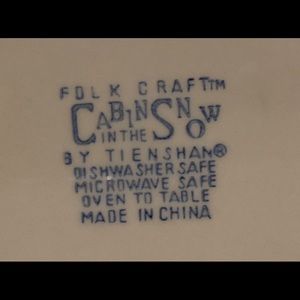 FOLK CRAFT™
CABIN IN THE SNOW
BY TIENSHAN®
DISHWASHER SAFE
MICROWAVE SAFE
OVEN TO TABLE
MADE IN CHINA